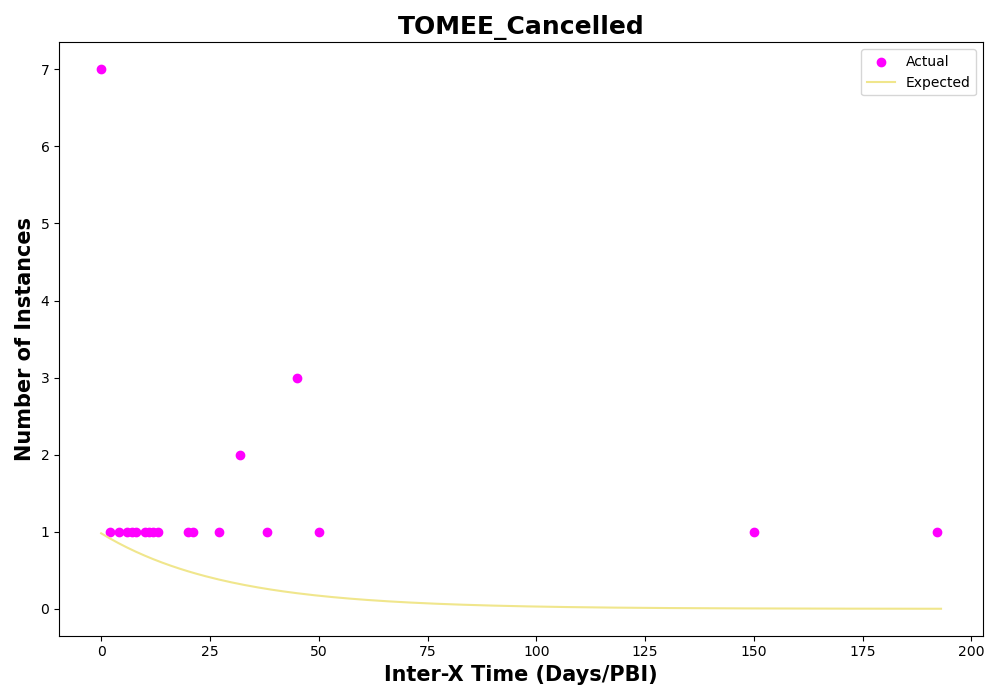 TOMEE_Cancelled
Actual
Expected
Number of Instances
7
6
5
4
3
2
1
0
0 25 50 75 100 125 150 175 200
Inter-X Time (Days/PBI)